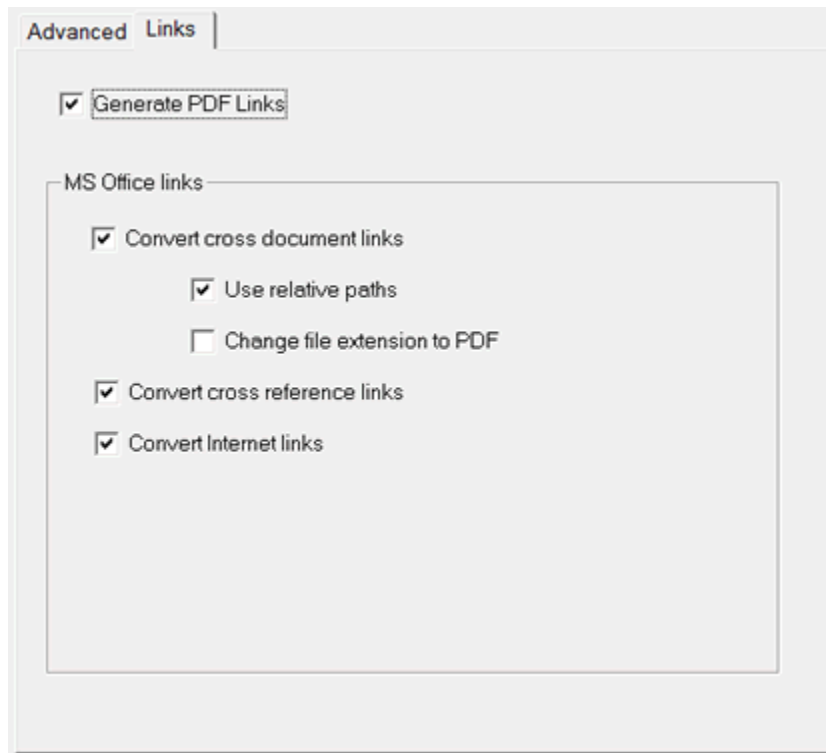 Advanced Links
Generate PDF Links
MS Office links
Convert cross document links
Use relative paths
Change file extension to PDF
Convert cross reference links
Convert Internet links